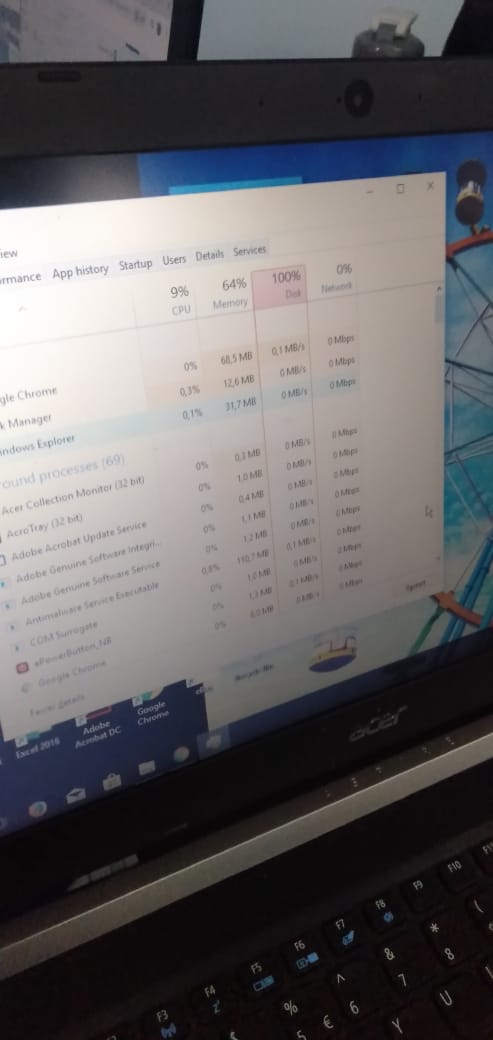 iew
ormance App history Startup Users Details Services
9% 64% 100% 0%
CPU Memory Disk Network
gle Chrome 0% 68,5 MB 0,1 MB/s 0 Mbps
k Manager 0,3% 12,6 MB 0 MB/s 0 Mbps
indows Explorer 0,1% 31,7 MB 0 MB/s 0 Mbps
ound processes (69)
Acer Collection Monitor (32 bit) 0% 0,3 MB 0 MB/s 0 Mbps
AcroTray (32 bit) 0% 1,0 MB 0 MB/s 0 Mbps
Adobe Acrobat Update Service 0% 0,4 MB 0 MB/s 0 Mbps
Adobe Genuine Software Integri... 0% 1,1 MB 0 MB/s 0 Mbps
Adobe Genuine Software Service 0% 1,2 MB 0 MB/s 0 Mbps
Antimalware Service Executable 0,8% 110,7 MB 0,1 MB/s 0 Mbps
COM Surrogate 0% 1,0 MB 0 MB/s 0 Mbps
ePowerButton_NB 0% 1,3 MB 0,1 MB/s 0 Mbps
Google Chrome 0% 6,0 MB 0 MB/s 0 Mbps
Fewer details
Excel 2016
Adobe Acrobat DC
Google Chrome
acer
F3 F4 F5 F6 F7 F8 F9 F10 F11
% ^ & * (
5 € 6 7 8
Y U